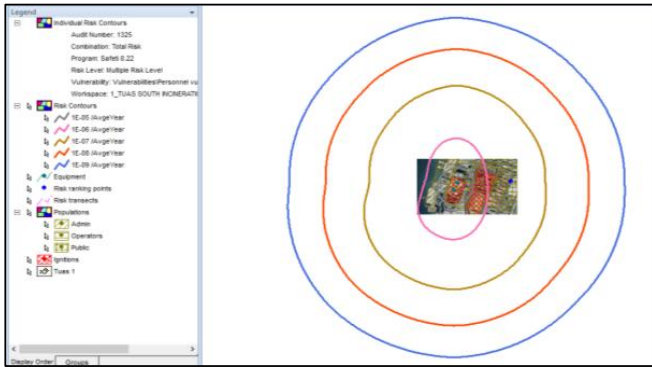 Legend
Individual Risk Contours
Audit Number: 1325
Combination: Total Risk
Program: Safeti 8.22
Risk Level: Multiple Risk Level
Vulnerability: Vulnerabilities\Personnel vu
Workspace: 1_TUAS SOUTH INCINERATI
Risk Contours
1E-05 /AvgeYear
1E-06 /AvgeYear
1E-07 /AvgeYear
1E-08 /AvgeYear
1E-09 /AvgeYear
Equipment
Risk ranking points
Risk transects
Populations
Admin
Operators
Public
Ignitions
Tuas 1
Display Order Groups